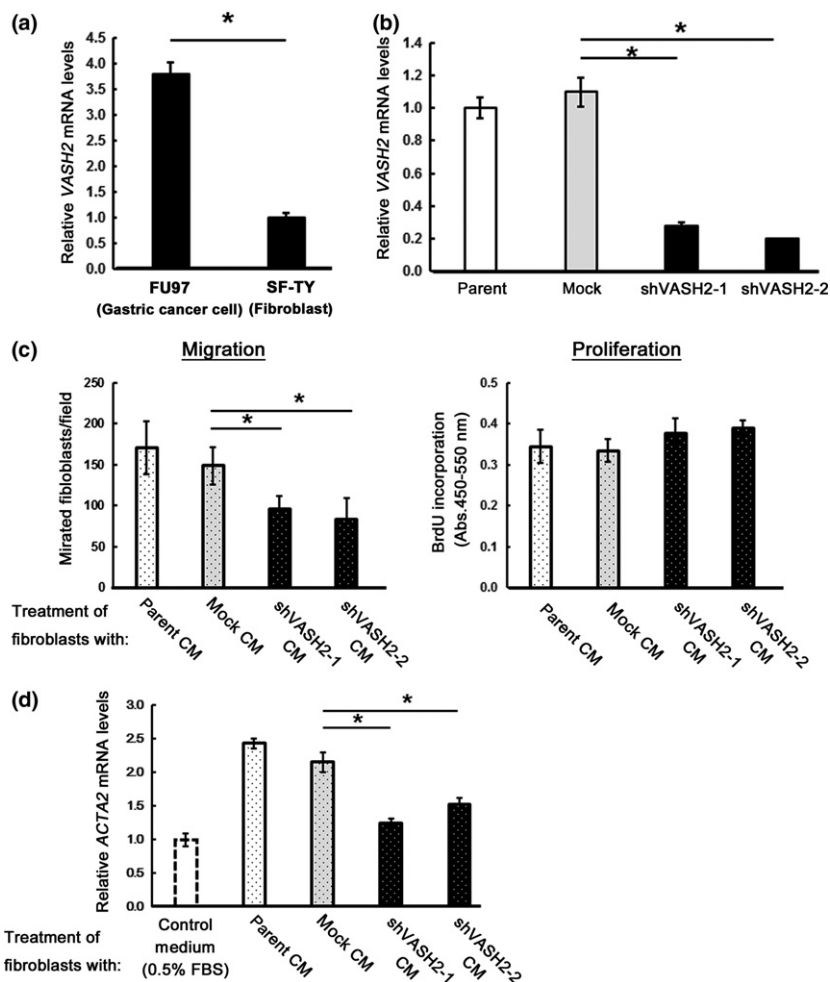 (a)
*
Relative VASH2 mRNA levels
4.5
4.0
3.5
3.0
2.5
2.0
1.5
1.0
0.5
0.0
FU97
(Gastric cancer cell)
SF-TY
(Fibroblast)
(b)
*
*
Relative VASH2 mRNA levels
1.4
1.2
1.0
0.8
0.6
0.4
0.2
0.0
Parent
Mock
shVASH2-1
shVASH2-2
(c)
Migration
*
*
Mirated fibloblasts/field
250
200
150
100
50
0
Treatment of
fibroblasts with:
Parent CM
Mock CM
shVASH2-1
CM
shVASH2-2
CM
Proliferation
BrdU incorporation
(Abs.450-550 nm)
0.5
0.4
0.3
0.2
0.1
0.0
Parent CM
Mock CM
shVASH2-1
CM
shVASH2-2
CM
(d)
*
*
Relative ACTA2 mRNA levels
3.0
2.5
2.0
1.5
1.0
0.5
0.0
Treatment of
fibroblasts with:
Control
medium
(0.5% FBS)
Parent CM
Mock CM
shVASH2-1
CM
shVASH2-2
CM